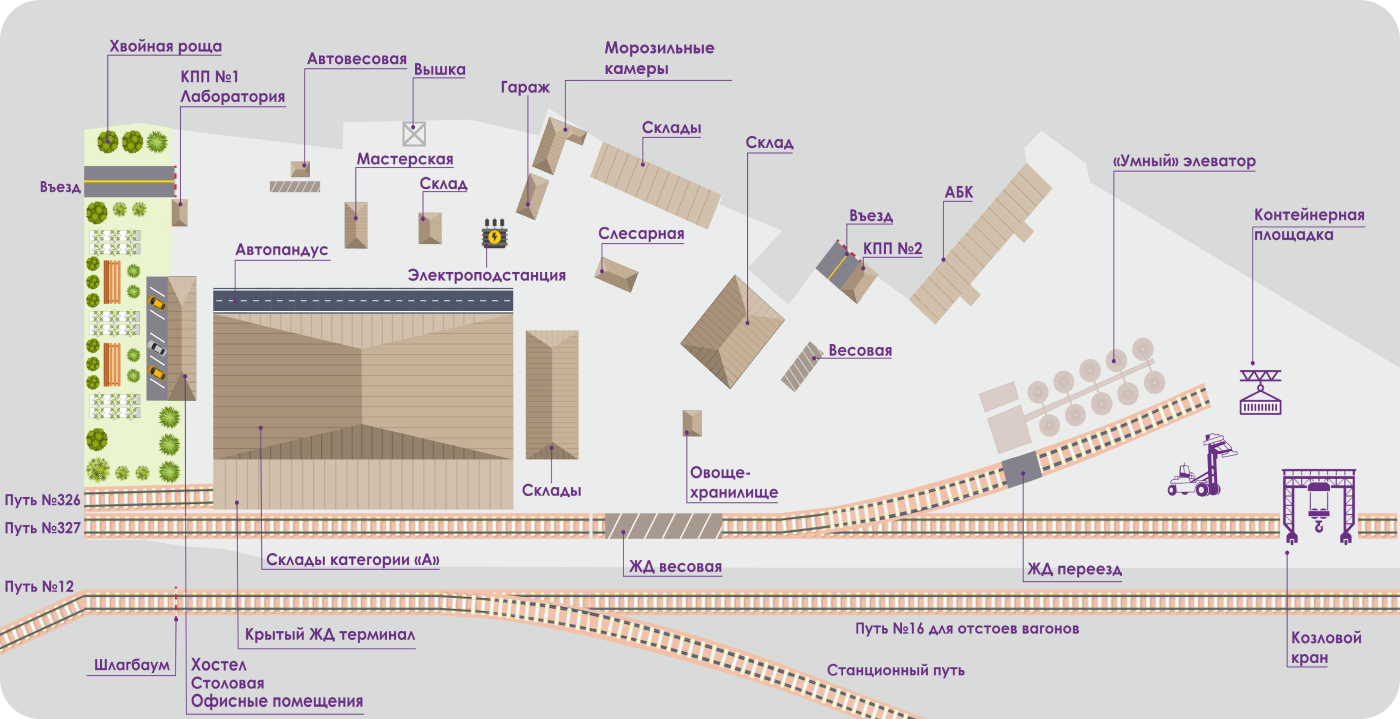 Хвойная роща
КПП №1
Лаборатория
Автовесовая
Вышка
Гараж
Морозильные
камеры
Склады
Склад
«Умный» элеватор
Въезд
Мастерская
Склад
АБК
Въезд
КПП №2
Контейнерная
площадка
Слесарная
Автопандус
Электроподстанция
Весовая
Овоще-
хранилище
Склады
Путь №326
Путь №327
Склады категории «А»
ЖД весовая
ЖД переезд
Путь №12
Крытый ЖД терминал
Путь №16 для отстоев вагонов
Козловой
кран
Шлагбаум
Хостел
Столовая
Офисные помещения
Станционный путь